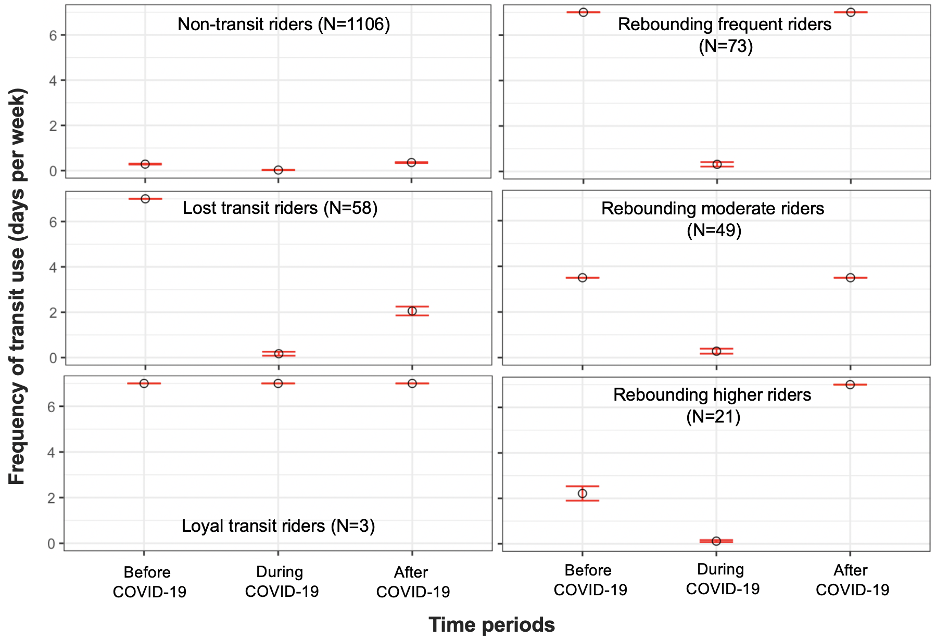 Frequency of transit use (days per week)
Non-transit riders (N=1106)
6
4
2
0
Rebounding frequent riders
(N=73)
Lost transit riders (N=58)
6
4
2
0
Rebounding moderate riders
(N=49)
Loyal transit riders (N=3)
6
4
2
0
Rebounding higher riders
(N=21)
Before
COVID-19
During
COVID-19
After
COVID-19
Before
COVID-19
During
COVID-19
After
COVID-19
Time periods